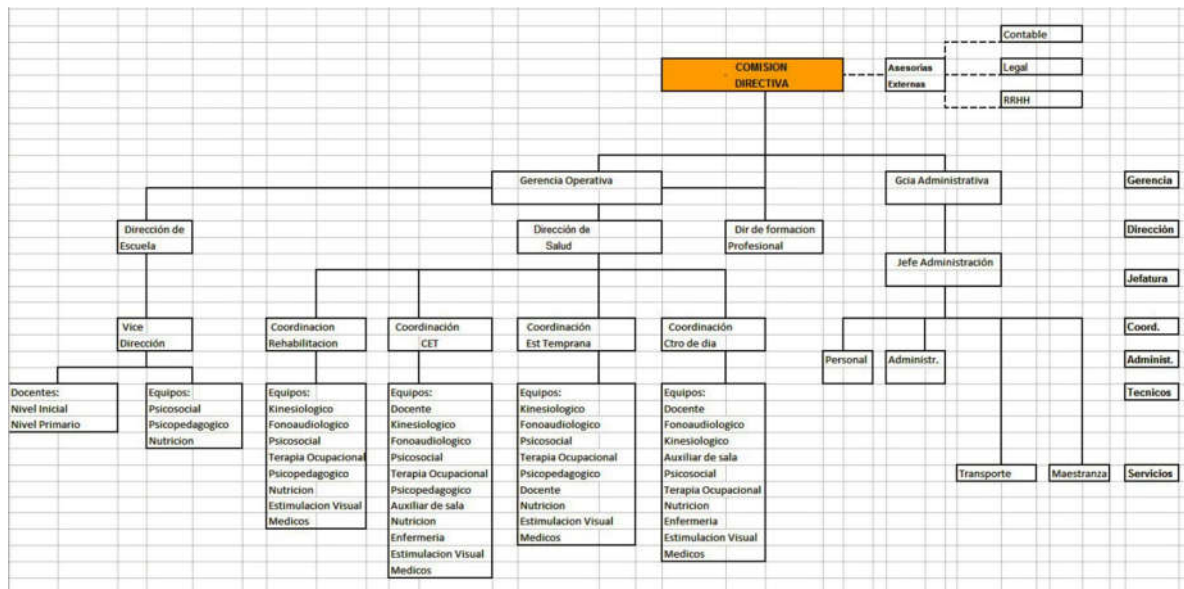 Contable
COMISION
DIRECTIVA
Asesorias
Externas
Legal
RRHH
Gerencia Operativa
Gcia Administrativa
Gerencia
Dirección de
Escuela
Dirección de
Salud
Dir de formacion
Profesional
Dirección
Jefe Administración
Jefatura
Vice
Dirección
Coordinacion
Rehabilitacion
Coordinación
CET
Coordinación
Est Temprana
Coordinación
Ctro de dia
Coord.
Personal
Administr.
Administ.
Docentes:
Nivel Inicial
Nivel Primario
Equipos:
Psicosocial
Psicopedagogico
Nutricion
Equipos:
Kinesiologico
Fonoaudiologico
Psicosocial
Terapia Ocupacional
Psicopedagogico
Nutricion
Estimulacion Visual
Medicos
Equipos:
Docente
Kinesiologico
Fonoaudiologico
Psicosocial
Terapia Ocupacional
Psicopedagogico
Auxiliar de sala
Nutricion
Enfermeria
Estimulacion Visual
Medicos
Equipos:
Kinesiologico
Fonoaudiologico
Psicosocial
Terapia Ocupacional
Psicopedagogico
Docente
Nutricion
Estimulacion Visual
Medicos
Equipos:
Docente
Fonoaudiologico
Kinesiologico
Auxiliar de sala
Psicosocial
Terapia Ocupacional
Nutricion
Enfermeria
Estimulacion Visual
Medicos
Tecnicos
Transporte
Maestranza
Servicios